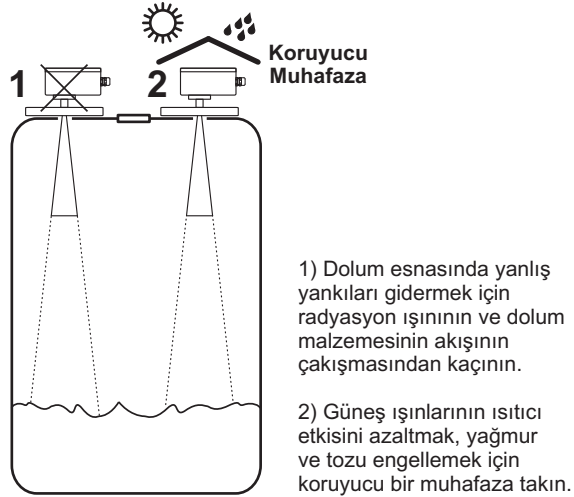 Koruyucu
Muhafaza
1
2
1) Dolum esnasında yanlış
yankıları gidermek için
radyasyon ışınının ve dolum
malzemesinin akışının
çakışmasından kaçının.
2) Güneş ışınlarının ısıtıcı
etkisini azaltmak, yağmur
ve tozu engellemek için
koruyucu bir muhafaza takın.